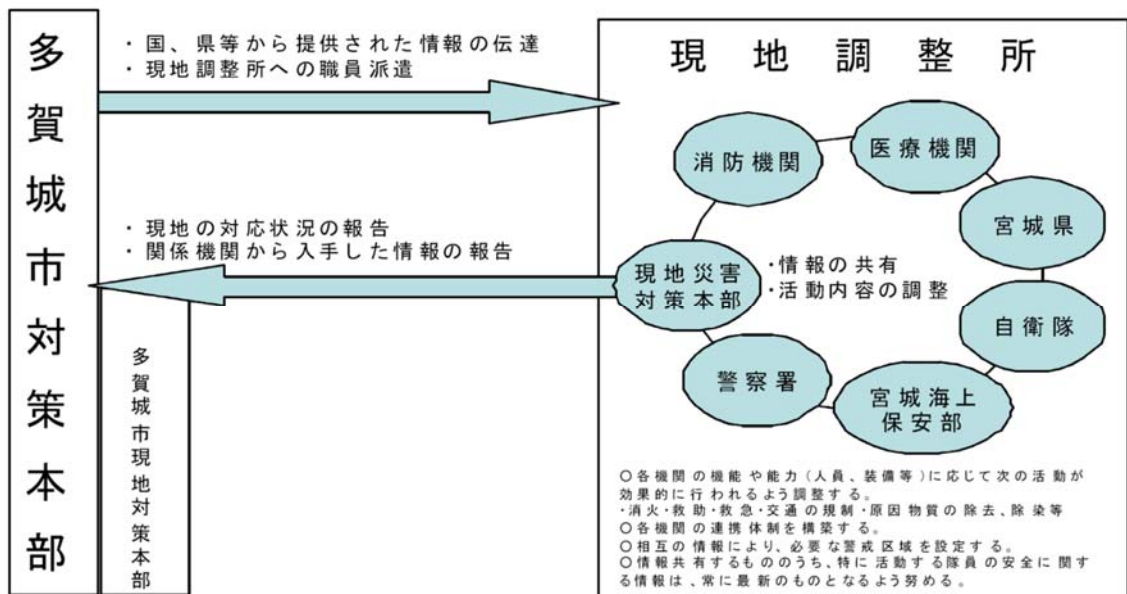 多賀城市対策本部
・国、県等から提供された情報の伝達
・現地調整所への職員派遣
・現地の対応状況の報告
・関係機関から入手した情報の報告
多賀城市現地対策本部
現地調整所
消防機関
医療機関
宮城県
自衛隊
宮城海上
保安部
警察署
現地災害
対策本部
・情報の共有
・活動内容の調整
○各機関の機能や能力(人員、装備等)に応じて次の活動が
効果的に行われるよう調整する。
・消火・救助・救急・交通の規制・原因物質の除去、除染等
○各機関の連携体制を構築する。
○相互の情報により、必要な警戒区域を設定する。
○情報共有するもののうち、特に活動する隊員の安全に関す
る情報は、常に最新のものとなるよう努める。